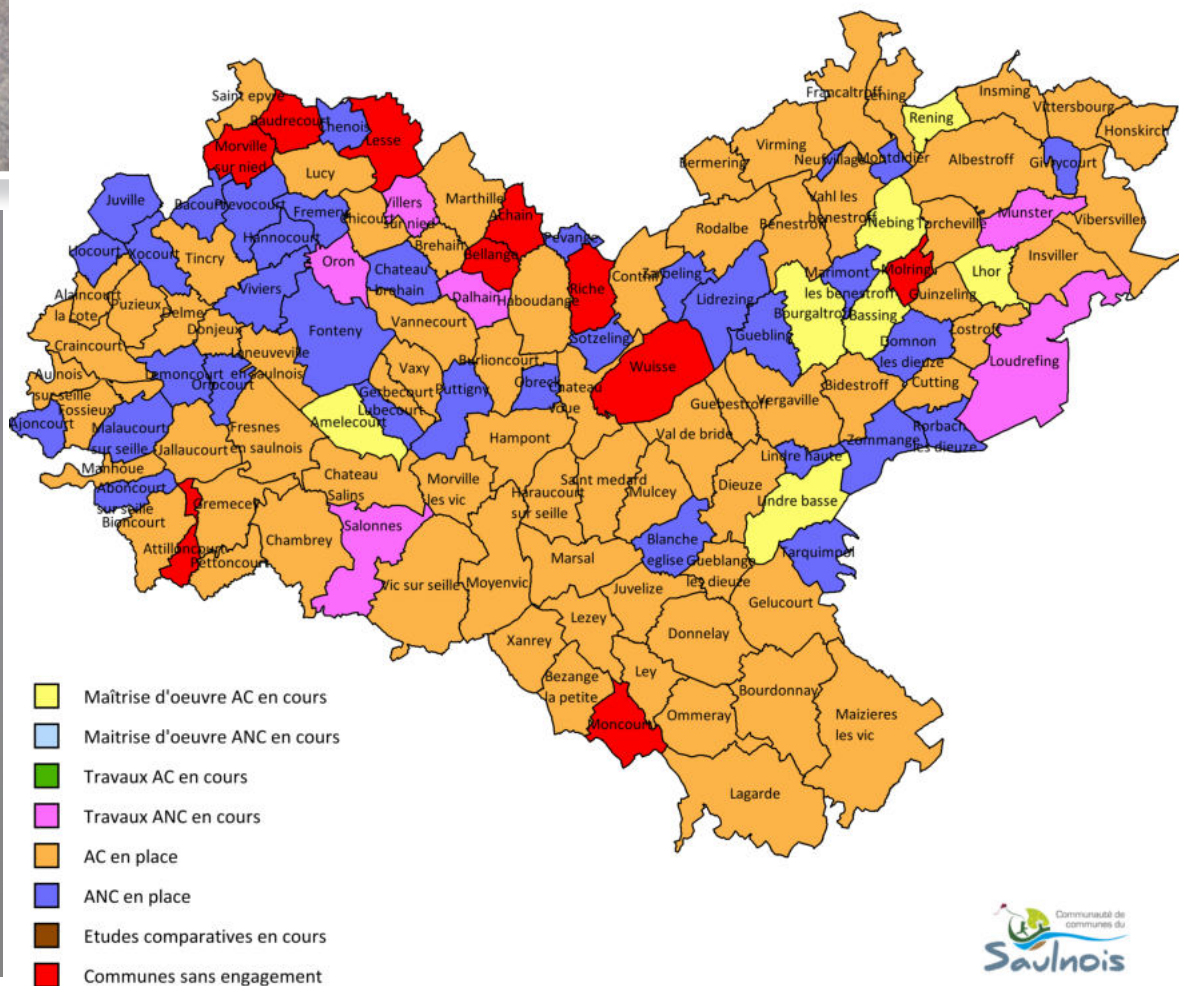 Saint epvre
Baudrecourt
Chenois
Lesse
Morville
sur nied
Lucy
Juville
Bacourt
Prevocourt
Fremery
Chicourt
Villers
sur nied
Marthille
Achain
Hannocourt
Brehain
Bellange
Pevange
Hocourt
Xocourt
Tincry
Oron
Chateau
brehain
Dalhain
Haboudange
Riche
Conthil
Zarbeling
Alaincourt
la cote
Puzieux
Delme
Viviers
Donjeux
Fonteny
Vannecourt
Burlioncourt
Sotzeling
Wuisse
Craincourt
Aulnois
sur seille
Lemoncourt
Oriocourt
Laneuveville
en saulnois
Vaxy
Gerbecourt
Puttigny
Obreck
Chateau
voue
Fossieux
Ajoncourt
Malaucourt
sur seille
Jallaucourt
Fresnes
en saulnois
Amelecourt
Lubecourt
Hampont
Manhoue
Aboncourt
sur seille
Bioncourt
Attilloncourt
Gremecey
Pettoncourt
Chambrey
Chateau
Salins
Salonnes
Morville
les vic
Haraucourt
sur seille
Saint medard
Mulcey
Val de bride
Dieuze
Vic sur seille
Moyenvic
Marsal
Blanche
eglise
Gueblange
les dieuze
Juvelize
Lezey
Xanrey
Bezange
la petite
Ley
Donnelay
Gelucourt
Moncourt
Ommeray
Bourdonnay
Maizieres
les vic
Lagarde
Francaltroff
Lening
Rening
Insming
Vittersbourg
Honskirch
Bermering
Virming
Neufvillage
Montdidier
Albestroff
Givrycourt
Rodalbe
Benestroff
Vahl les
benestroff
Nebing
Torcheville
Munster
Vibersviller
Lidrezing
Marimont
les benestroff
Molring
Guinzeling
Lhor
Insviller
Guebling
Bourgaltroff
Bassing
Domnon
les dieuze
Lostroff
Loudrefing
Guebestroff
Vergaville
Bidestroff
Cutting
Rorbach
les dieuze
Zommange
Lindre haute
Lindre basse
Tarquimpol
Maîtrise d'oeuvre AC en cours
Maitrise d'oeuvre ANC en cours
Travaux AC en cours
Travaux ANC en cours
AC en place
ANC en place
Etudes comparatives en cours
Communes sans engagement
Communauté de
communes du
Saulnois